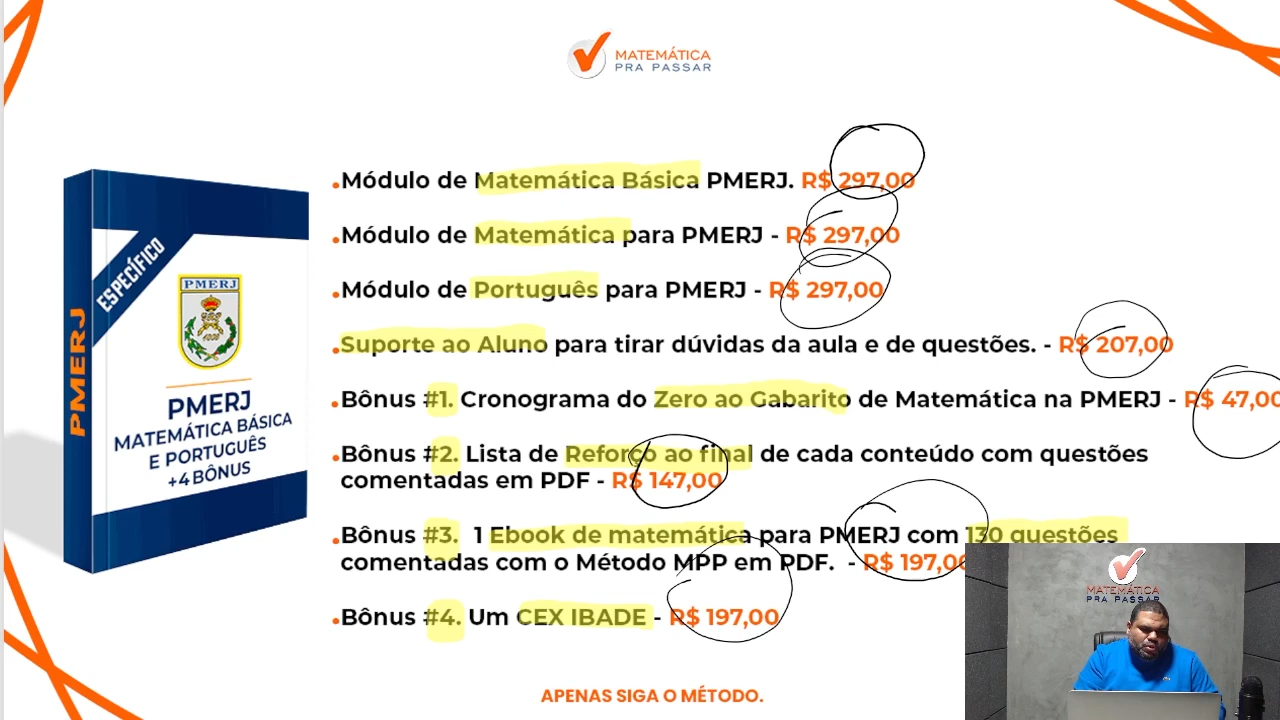 MATEMÁTICA
PRA PASSAR
•Módulo de Matemática Básica PMERJ. R$ 297,00
•Módulo de Matemática para PMERJ - R$ 297,00
•Módulo de Português para PMERJ - R$ 297,00
•Suporte ao Aluno para tirar dúvidas da aula e de questões. - R$ 207,00
•Bônus #1. Cronograma do Zero ao Gabarito de Matemática na PMERJ - R$ 47,00
•Bônus #2. Lista de Reforço ao final de cada conteúdo com questões
comentadas em PDF - R$ 147,00
•Bônus #3. 1 Ebook de matemática para PMERJ com 130 questões
comentadas com o Método MPP em PDF. - R$ 197,00
•Bônus #4. Um CEX IBADE - R$ 197,00
PMERJ
ESPECÍFICO
PMERJ
PMERJ
MATEMÁTICA BÁSICA
E PORTUGUÊS
+4 BÔNUS
MATEMÁTICA
PRA PASSAR
APENAS SIGA O MÉTODO.